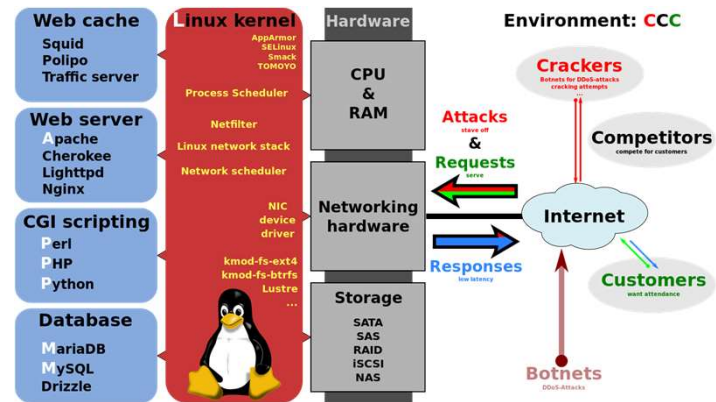 Web cache
Squid
Polipo
Traffic server
Web server
Apache
Cherokee
Lighttpd
Nginx
CGI scripting
Perl
PHP
Python
Database
MariaDB
MySQL
Drizzle
Linux kernel
AppArmor
SELinux
Smack
TOMOYO
Process Scheduler
Netfilter
Linux network stack
Network scheduler
NIC
device
driver
kmod-fs-ext4
kmod-fs-btrfs
Lustre
...
Hardware
CPU
&
RAM
Networking
hardware
Storage
SATA
SAS
RAID
iSCSI
NAS
Attacks
stave off
&
Requests
serve
Responses
low latency
Environment: CCC
Crackers
Botnets for DDoS-attacks
cracking attempts
...
Competitors
compete for customers
Internet
Customers
want attendance
Botnets
DDoS-Attacks